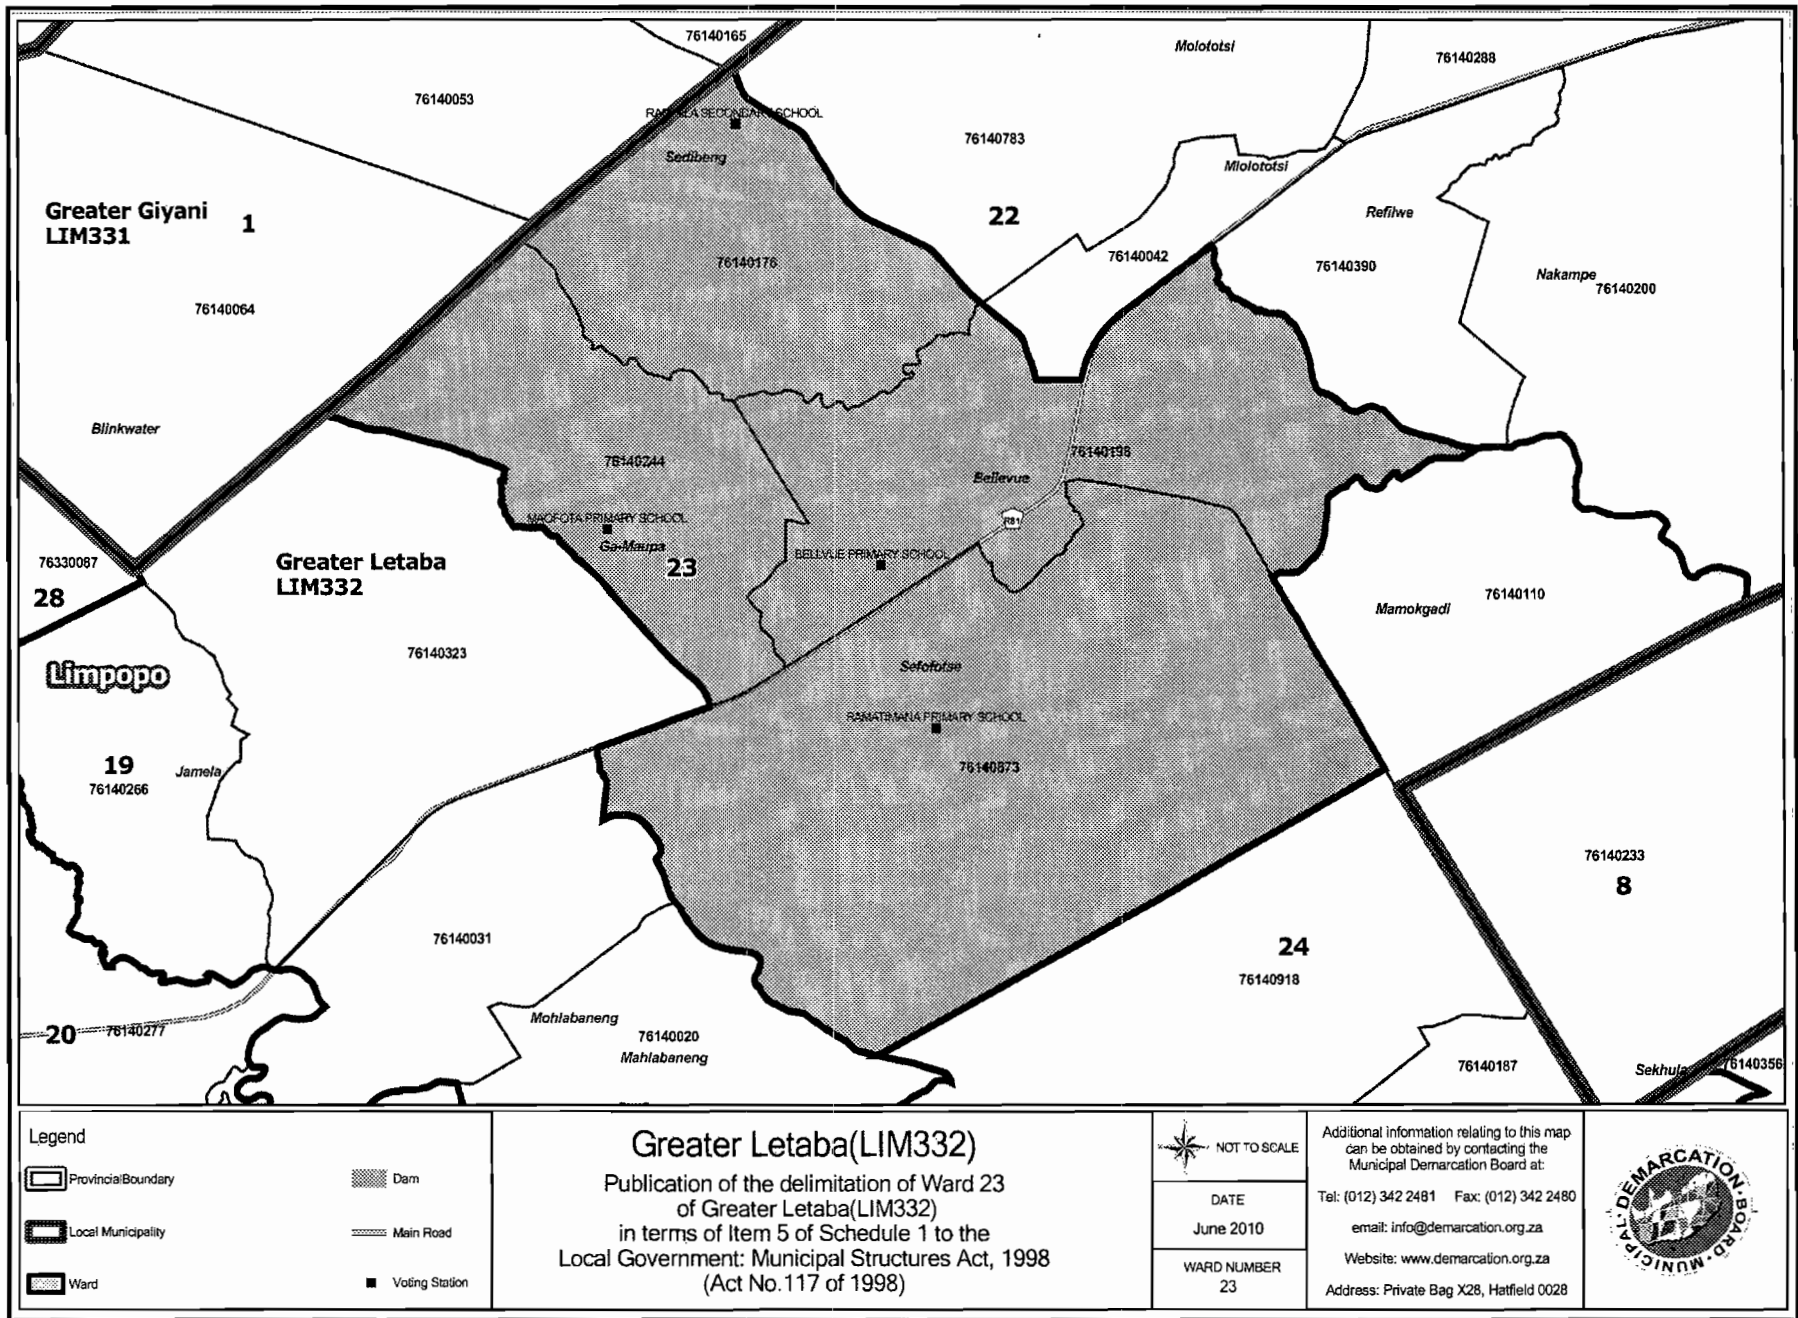 76140165
Molototsi
76140288
76140053
SECONDARY SCHOOL
76140783
Sedibeng
Mlolototsi
Greater Giyani
LIM331
1
22
Refilwe
76140176
76140042
76140390
Nakampe
76140200
76140064
Blinkwater
76140244
76140198
Bellevue
MAOFOTA PRIMARY SCHOOL
R81
Ga-Maupa
BELLVUE PRIMARY SCHOOL
76330087
Greater Letaba
LIM332
23
28
76140110
Mamokgadi
76140323
Limpopo
Sefofotse
RAMATIMANA PRIMARY SCHOOL
19
76140266
Jamela
76140873
76140233
8
76140031
24
76140918
Mohlabaneng
20
76140277
76140020
Mahlabaneng
76140187
Sekhula
76140356
Legend
Provincial Boundary
Dam
Local Municipality
Main Road
Ward
Voting Station
Greater Letaba(LIM332)
Publication of the delimitation of Ward 23
of Greater Letaba(LIM332)
in terms of Item 5 of Schedule 1 to the
Local Government: Municipal Structures Act, 1998
(Act No.117 of 1998)
NOT TO SCALE
DATE
June 2010
WARD NUMBER
23
Additional information relating to this map
can be obtained by contacting the
Municipal Demarcation Board at:
Tel: (012) 342 2481 Fax: (012) 342 2480
email: info@demarcation.org.za
Website: www.demarcation.org.za
Address: Private Bag X28, Hatfield 0028
MUNICIPAL DEMARCATION BOARD